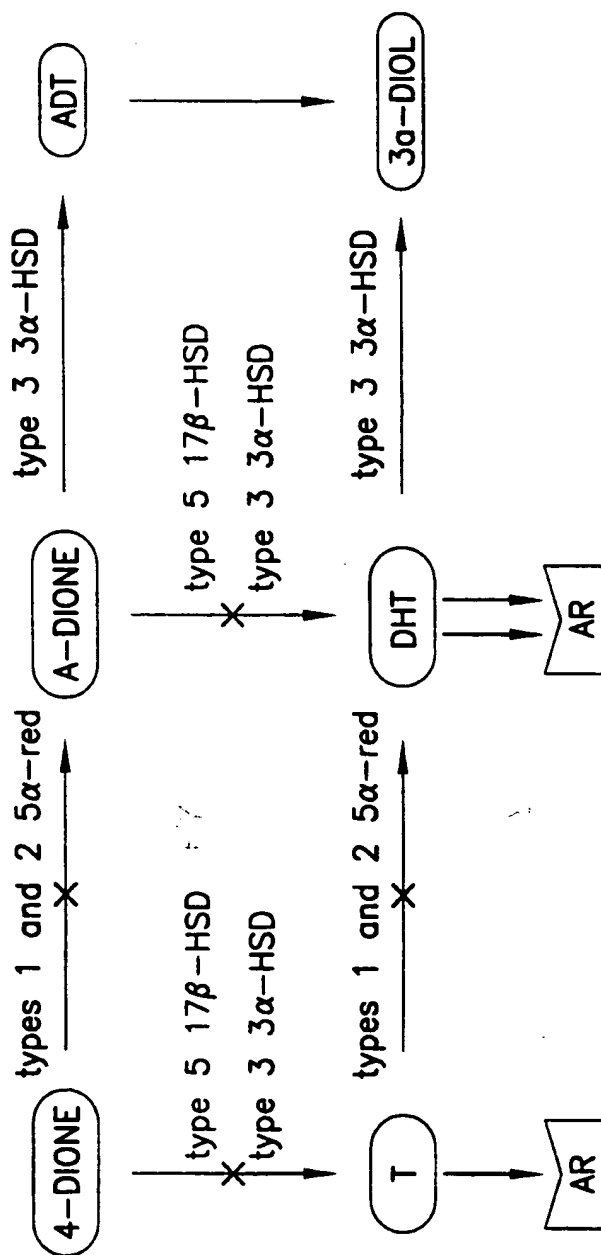 4-DIONE
types 1 and 2 5α-red
A-DIONE
type 3 3α-HSD
ADT
type 5 17β-HSD
type 3 3α-HSD
type 5 17β-HSD
type 3 3α-HSD
T
types 1 and 2 5α-red
DHT
type 3 3α-HSD
3a-DIOL
AR
AR